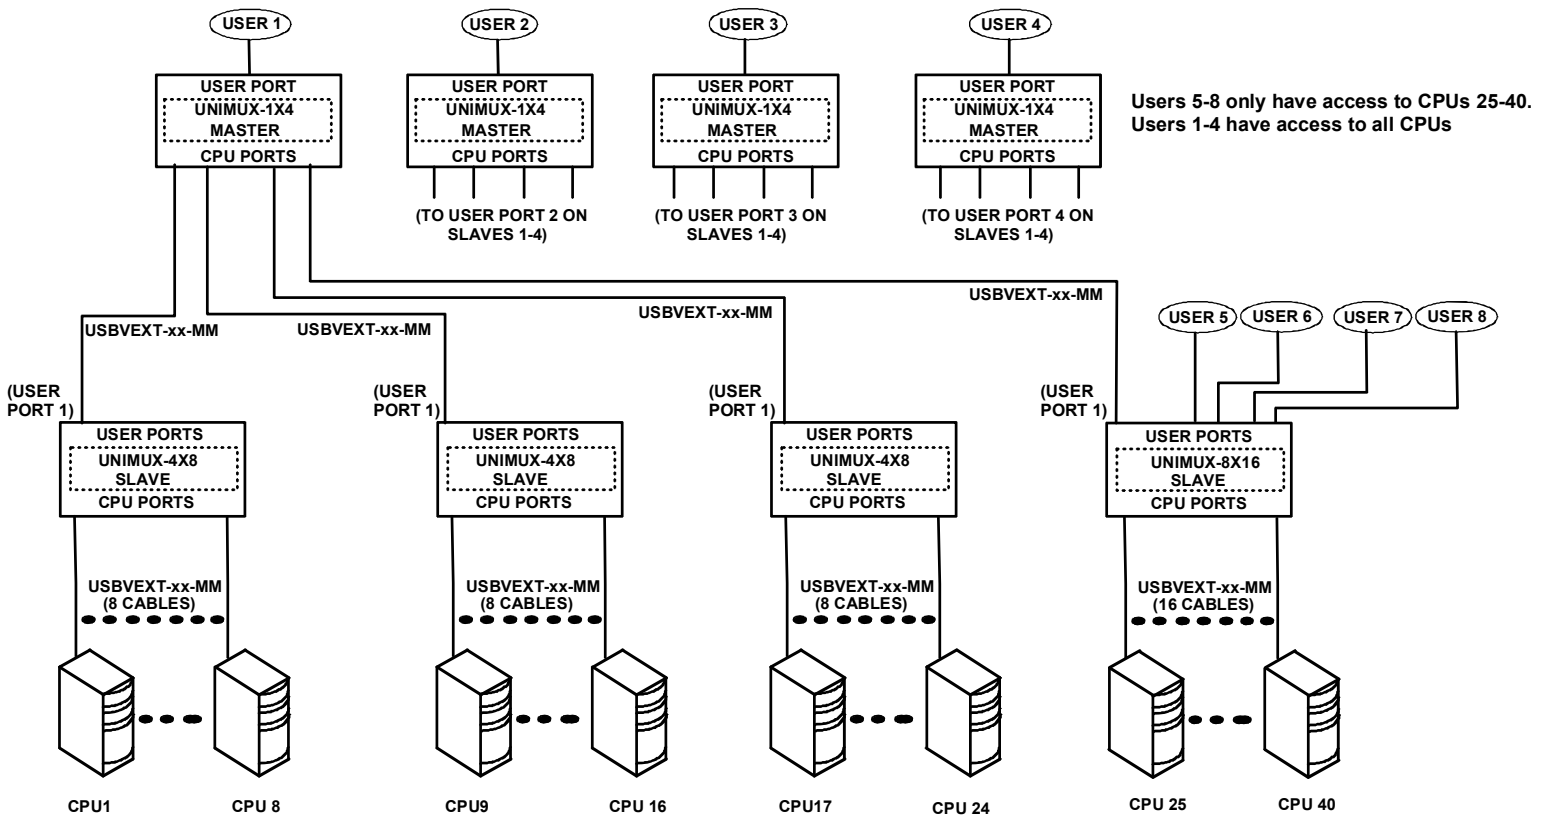 USER 1
USER 2
USER 3
USER 4
USER PORT
UNIMUX-1X4
MASTER
CPU PORTS
USER PORT
UNIMUX-1X4
MASTER
CPU PORTS
USER PORT
UNIMUX-1X4
MASTER
CPU PORTS
USER PORT
UNIMUX-1X4
MASTER
CPU PORTS
Users 5-8 only have access to CPUs 25-40.
Users 1-4 have access to all CPUs
(TO USER PORT 2 ON
SLAVES 1-4)
(TO USER PORT 3 ON
SLAVES 1-4)
(TO USER PORT 4 ON
SLAVES 1-4)
USBVEXT-xx-MM
USBVEXT-xx-MM
USBVEXT-xx-MM
USBVEXT-xx-MM
USER 5
USER 6
USER 7
USER 8
(USER
PORT 1)
(USER
PORT 1)
(USER
PORT 1)
(USER
PORT 1)
USER PORTS
UNIMUX-4X8
SLAVE
CPU PORTS
USER PORTS
UNIMUX-4X8
SLAVE
CPU PORTS
USER PORTS
UNIMUX-4X8
SLAVE
CPU PORTS
USER PORTS
UNIMUX-8X16
SLAVE
CPU PORTS
USBVEXT-xx-MM
(8 CABLES)
USBVEXT-xx-MM
(8 CABLES)
USBVEXT-xx-MM
(8 CABLES)
USBVEXT-xx-MM
(16 CABLES)
CPU1
CPU 8
CPU9
CPU 16
CPU17
CPU 24
CPU 25
CPU 40